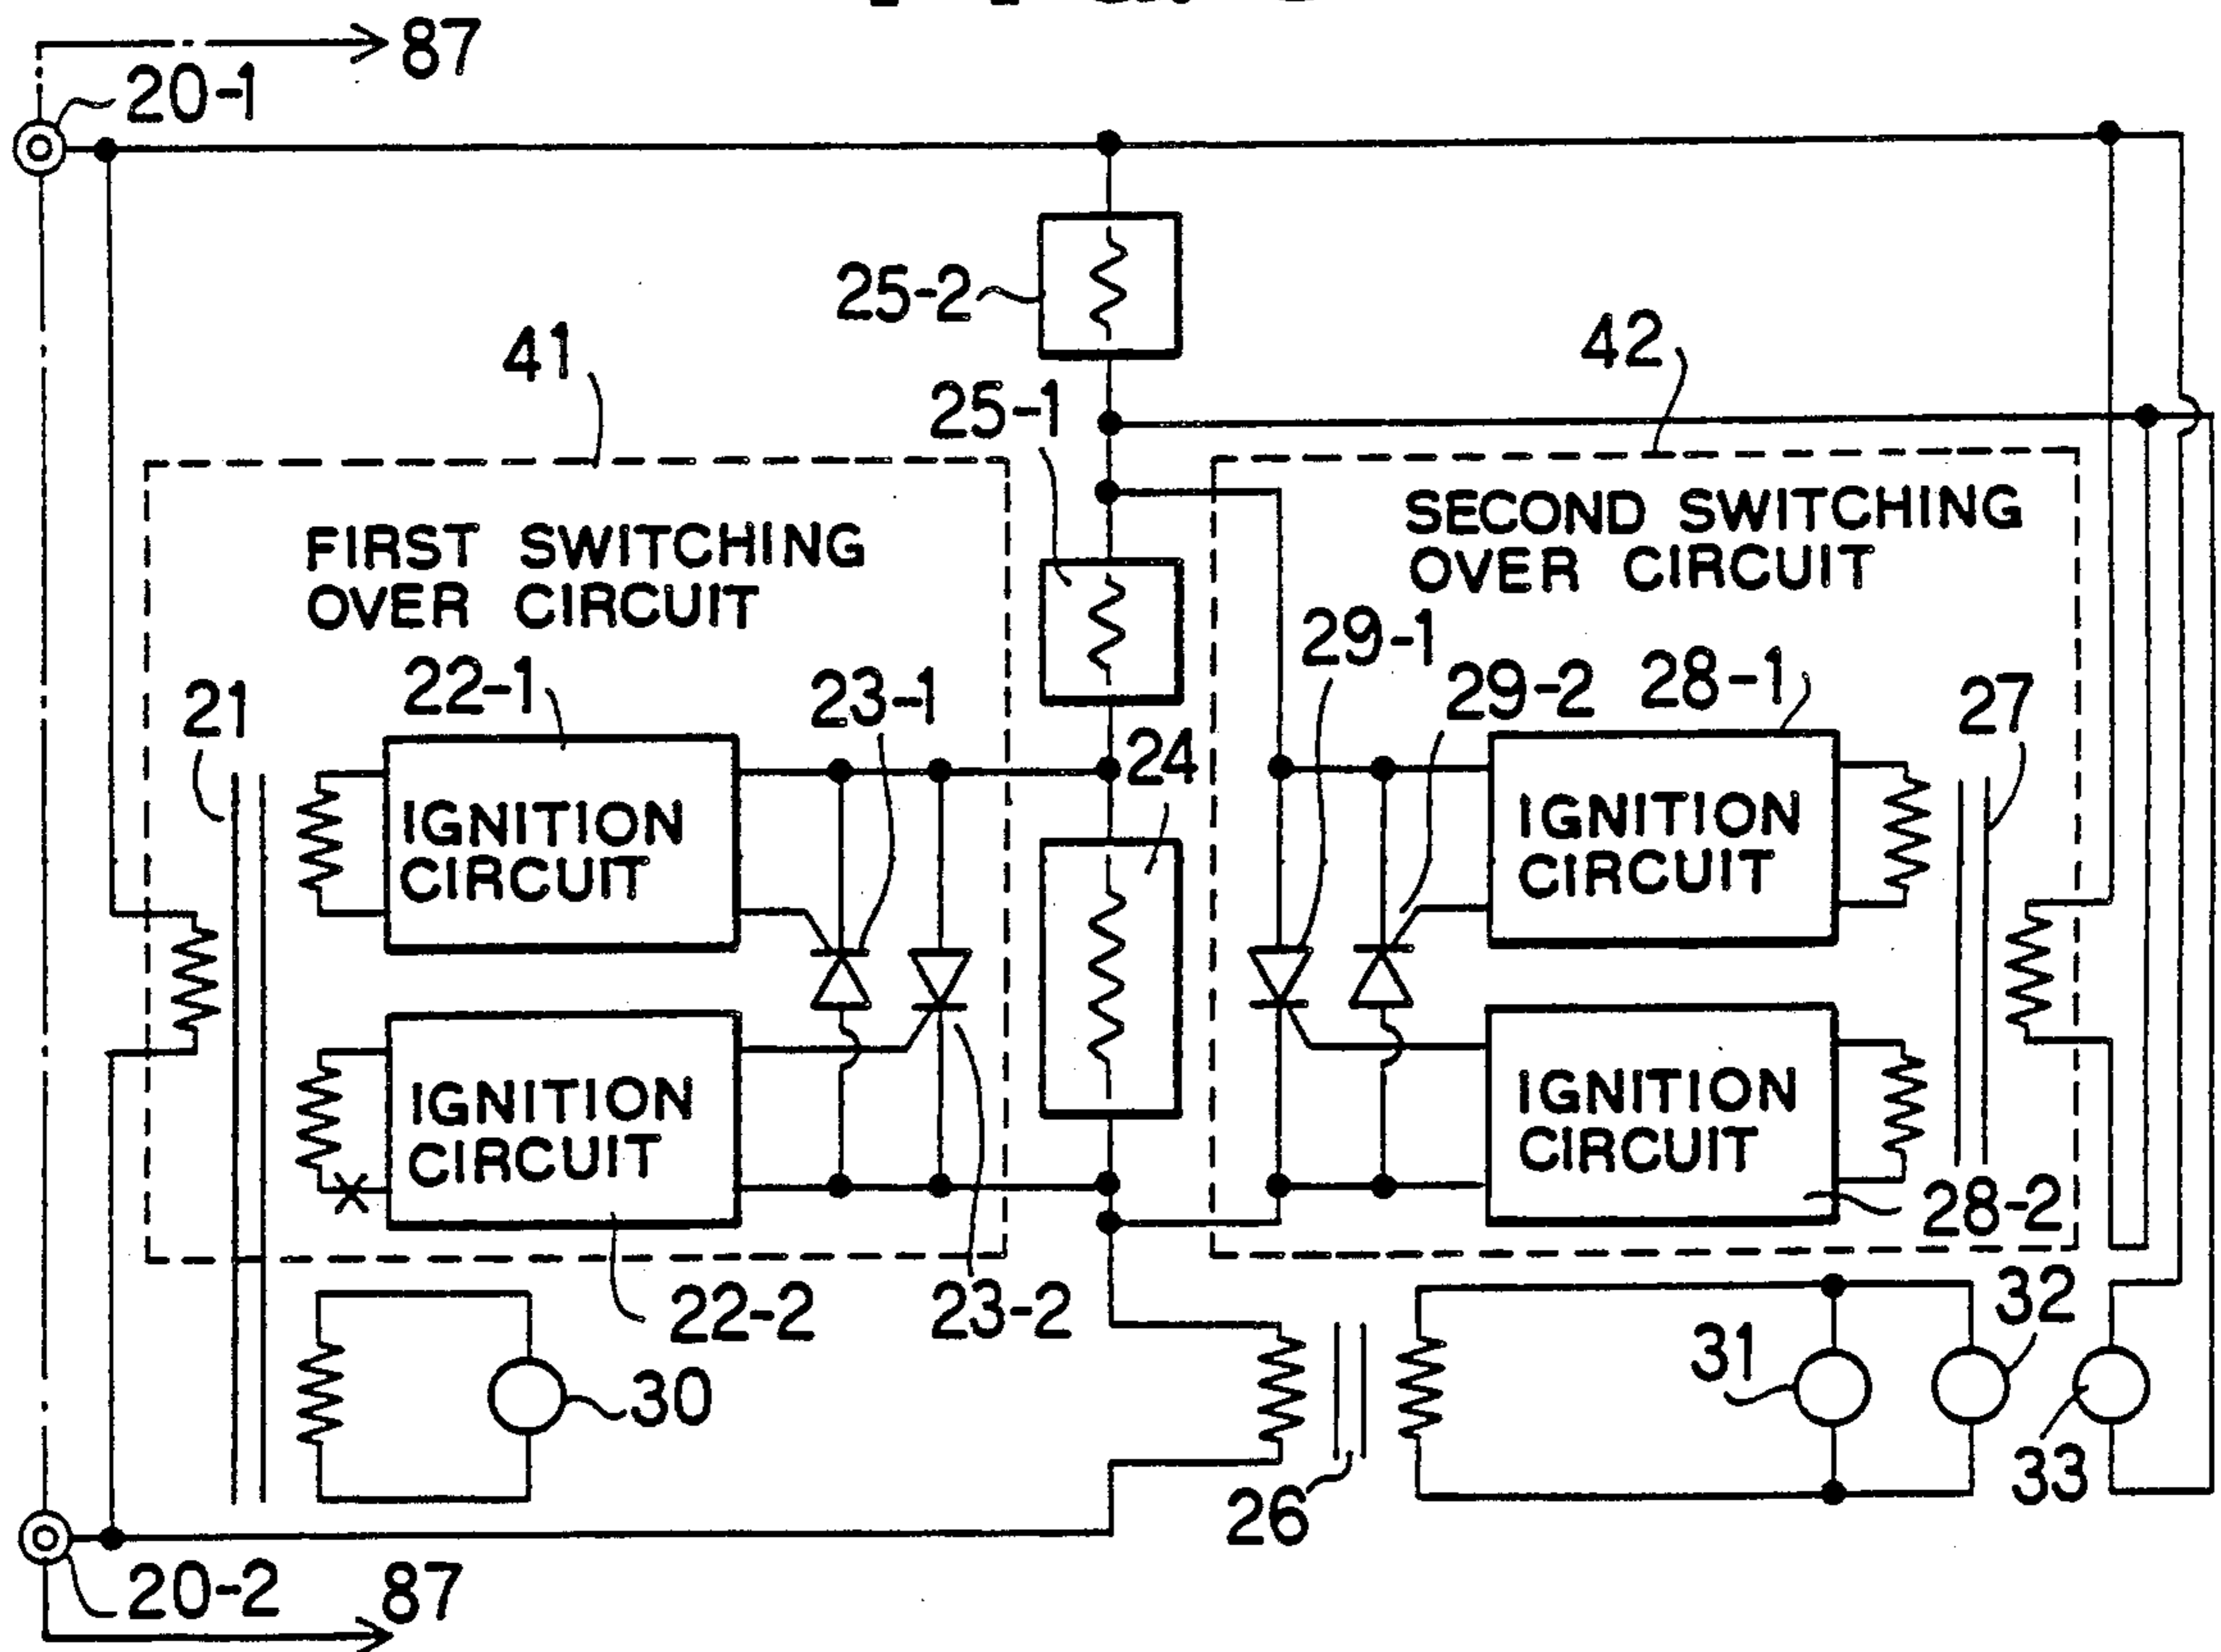 87
20-1
25-2
41
42
25-1
FIRST SWITCHING
OVER CIRCUIT
SECOND SWITCHING
OVER CIRCUIT
29-1
22-1
23-1
29-2
28-1
21
27
24
IGNITION
CIRCUIT
IGNITION
CIRCUIT
IGNITION
CIRCUIT
IGNITION
CIRCUIT
28-2
22-2
23-2
32
31
30
33
26
20-2
87